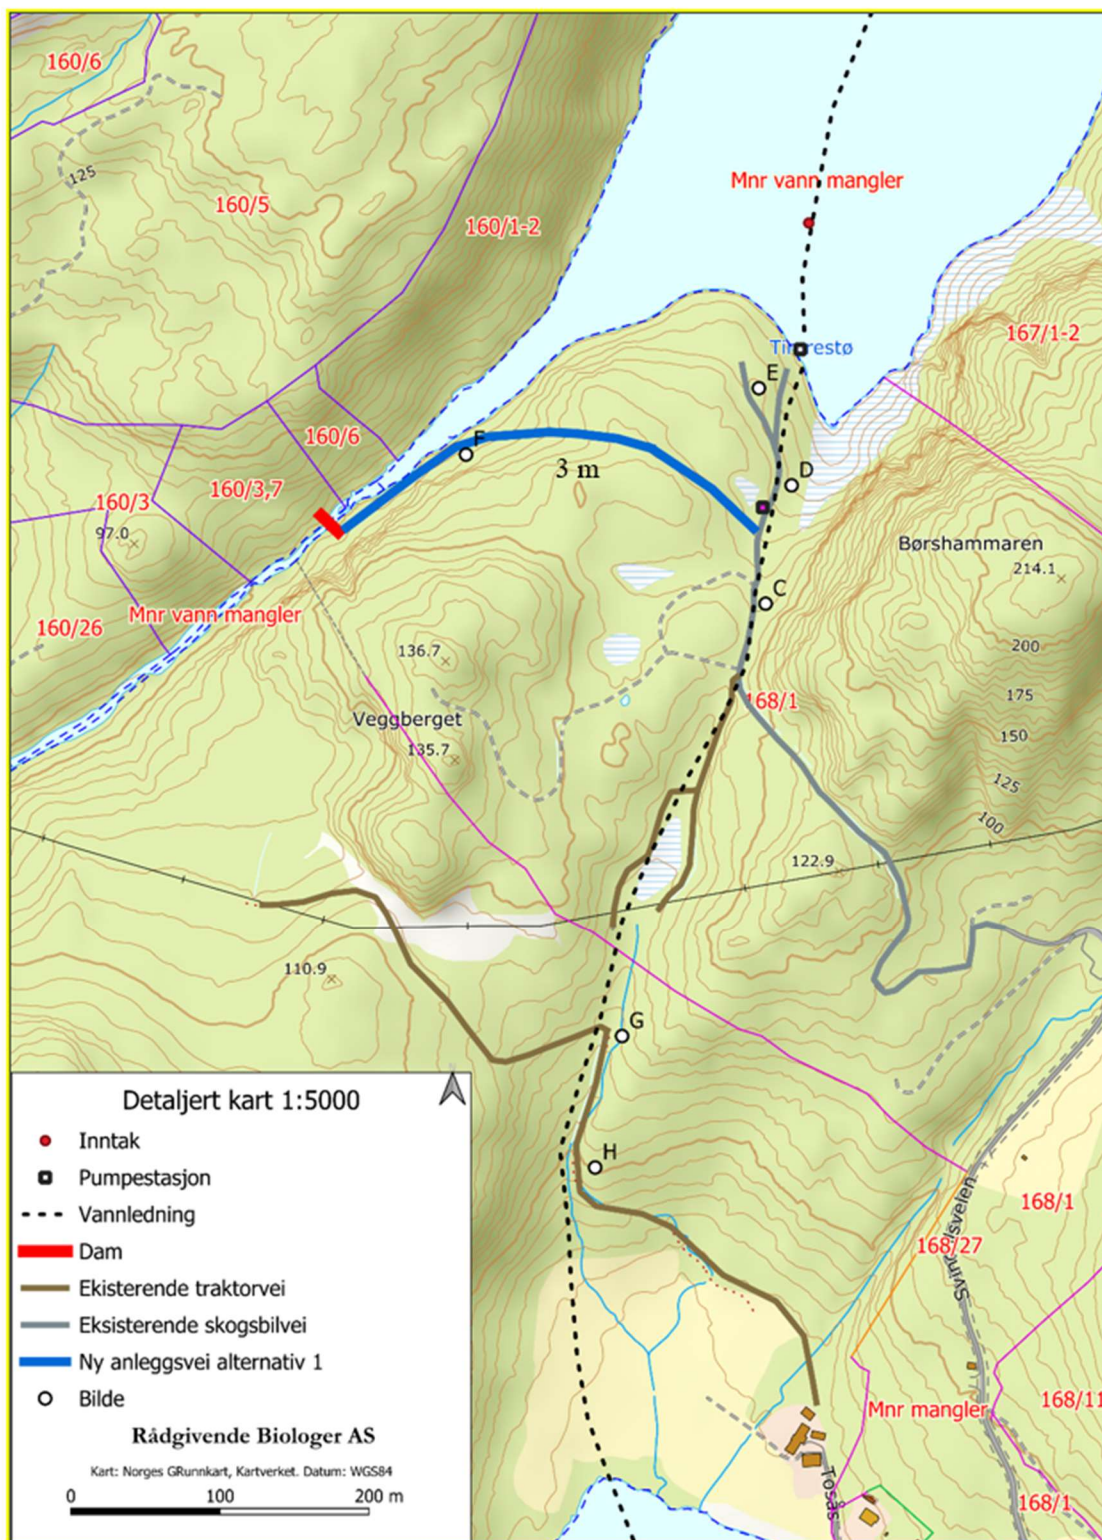 160/6
125
160/5
160/1-2
Mnr vann mangler
167/1-2
E
160/6
F
3 m
D
160/3
160/3,7
97.0
Børshammaren
214.1
C
Mnr vann mangler
160/26
136.7
200
175
168/1
Veggberget
135.7
150
125
100
122.9
110.9
G
H
N
Detaljert kart 1:5000
Inntak
Pumpestasjon
Vannledning
Dam
Ekisterende traktorvei
Eksisterende skogsbilvei
Ny anleggsvei alternativ 1
Bilde
Rådgivende Biologer AS
Kart: Norges GRunnkart, Kartverket. Datum: WGS84
0 100 200 m
168/1
168/27
Mnr mangler
168/11
Tosås
168/1